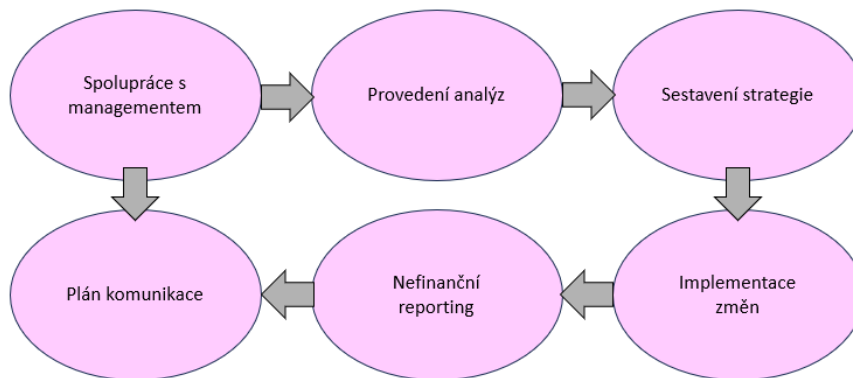 Spolupráce s
managementem
Provedení analýz
Sestavení strategie
Plán komunikace
Nefinanční
reporting
Implementace
změn